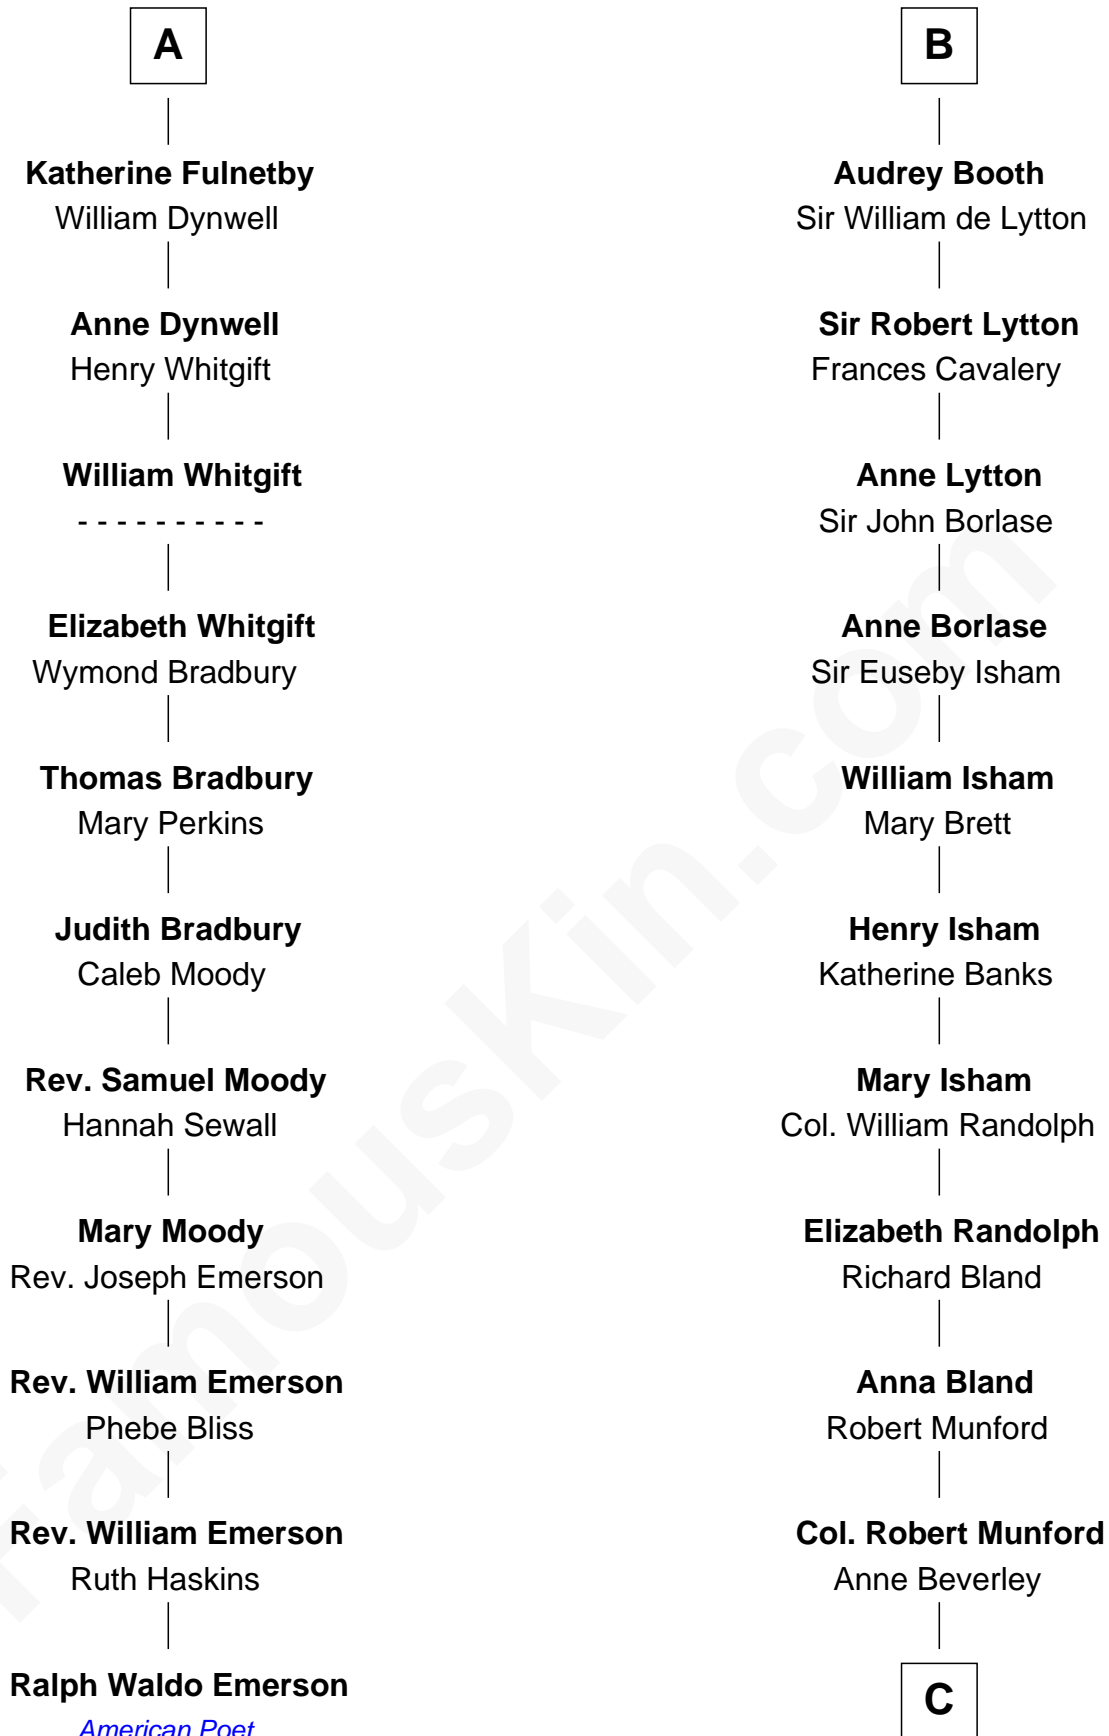 A
Katherine Fulnetby
William Dynwell
Anne Dynwell
Henry Whitgift
William Whitgift
- - - - - - - - - -
Elizabeth Whitgift
Wymond Bradbury
Thomas Bradbury
Mary Perkins
Judith Bradbury
Caleb Moody
Rev. Samuel Moody
Hannah Sewall
Mary Moody
Rev. Joseph Emerson
Rev. William Emerson
Phebe Bliss
Rev. William Emerson
Ruth Haskins
Ralph Waldo Emerson
American Poet
B
Audrey Booth
Sir William de Lytton
Sir Robert Lytton
Frances Cavalery
Anne Lytton
Sir John Borlase
Anne Borlase
Sir Euseby Isham
William Isham
Mary Brett
Henry Isham
Katherine Banks
Mary Isham
Col. William Randolph
Elizabeth Randolph
Richard Bland
Anna Bland
Robert Munford
Col. Robert Munford
Anne Beverley
C
FamousKin.com